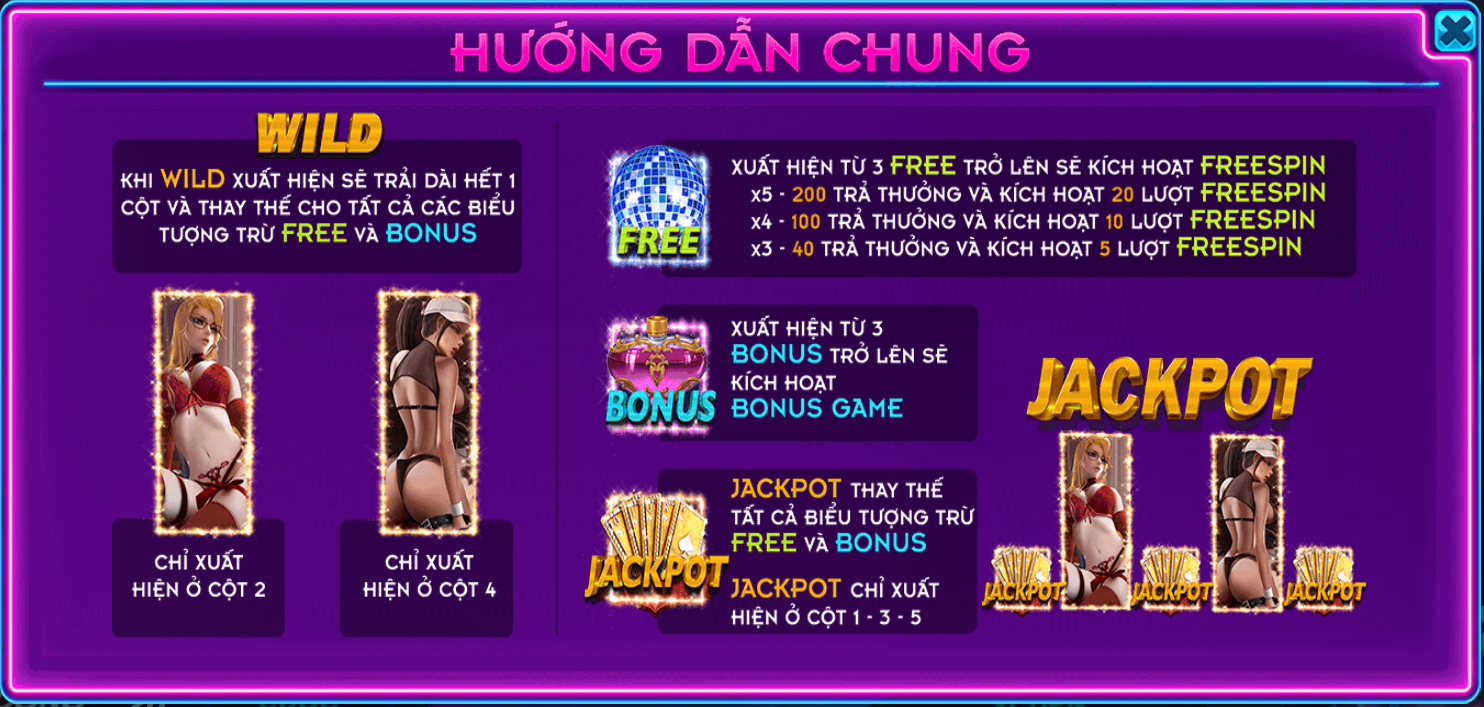 HƯỚNG DẪN CHUNG
WILD
KHI WILD XUẤT HIỆN SẼ TRẢI DÀI HẾT 1
CỘT VÀ THAY THẾ CHO TẤT CẢ CÁC BIỂU
TƯỢNG TRỪ FREE VÀ BONUS
CHỈ XUẤT
HIỆN Ở CỘT 2
CHỈ XUẤT
HIỆN Ở CỘT 4
FREE
XUẤT HIỆN TỪ 3 FREE TRỞ LÊN SẼ KÍCH HOẠT FREESPIN
x5 - 200 TRẢ THƯỞNG VÀ KÍCH HOẠT 20 LƯỢT FREESPIN
x4 - 100 TRẢ THƯỞNG VÀ KÍCH HOẠT 10 LƯỢT FREESPIN
x3 - 40 TRẢ THƯỞNG VÀ KÍCH HOẠT 5 LƯỢT FREESPIN
BONUS
XUẤT HIỆN TỪ 3
BONUS TRỞ LÊN SẼ
KÍCH HOẠT
BONUS GAME
JACKPOT
JACKPOT THAY THẾ
TẤT CẢ BIỂU TƯỢNG TRỪ
FREE VÀ BONUS
JACKPOT CHỈ XUẤT
HIỆN Ở CỘT 1 - 3 - 5
JACKPOT
JACKPOT
JACKPOT
JACKPOT